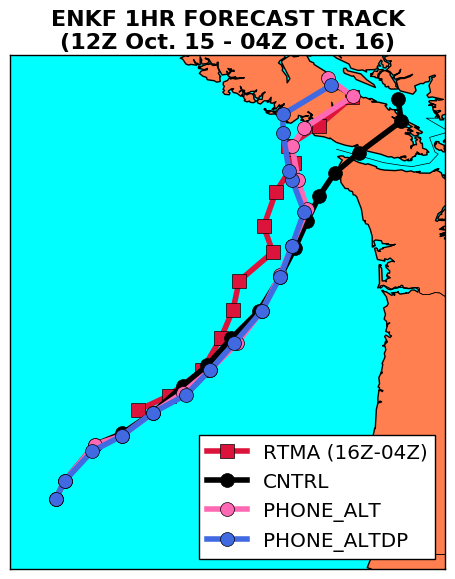 ENKF 1HR FORECAST TRACK
(12Z Oct. 15 - 04Z Oct. 16)
RTMA (16Z-04Z)
CNTRL
PHONE_ALT
PHONE_ALTDP